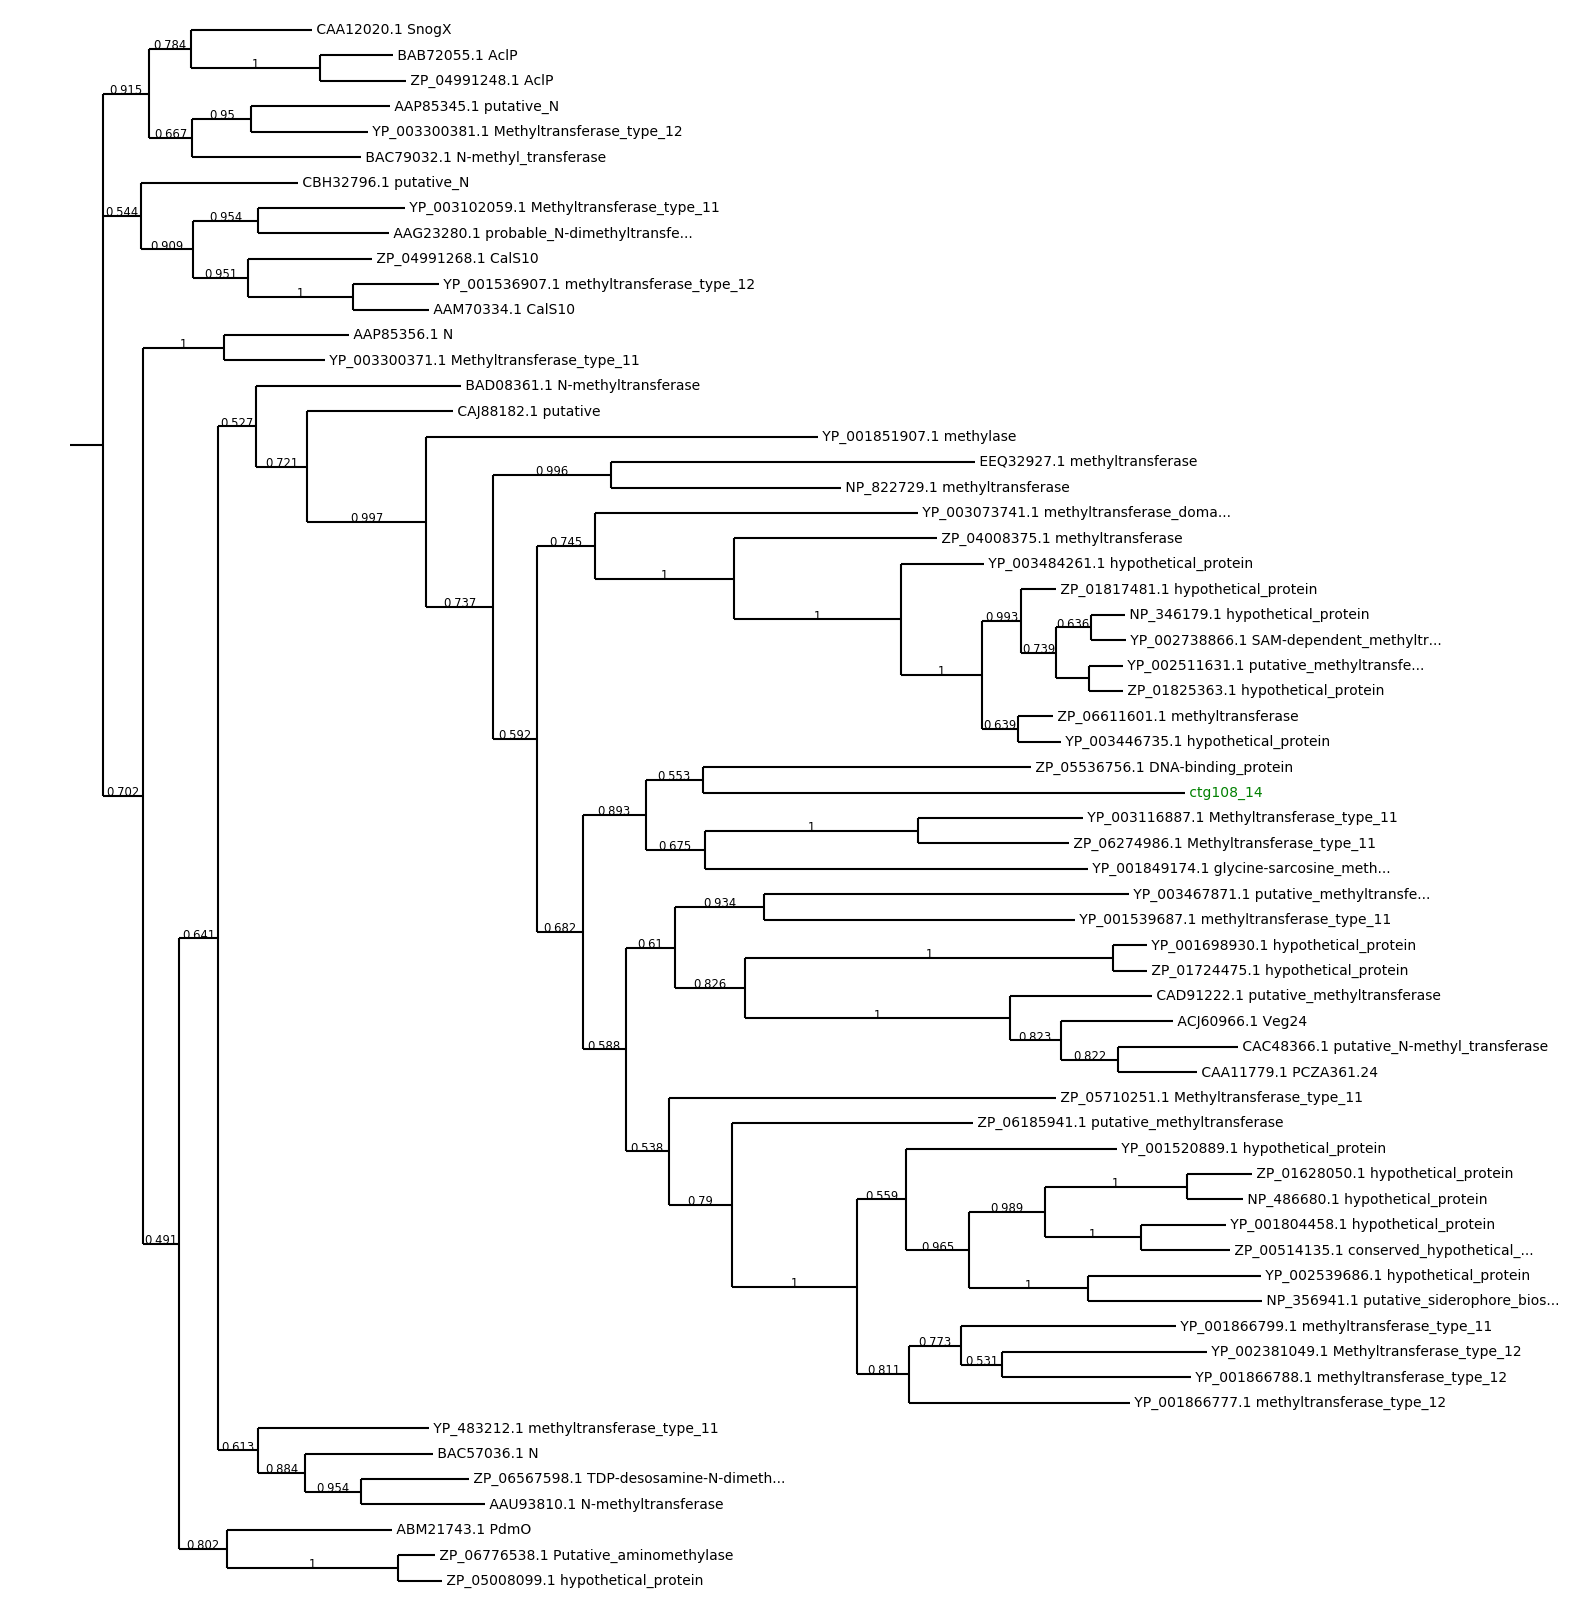 CAA12020.1 SnogX
0.784
BAB72055.1 AclP
1
ZP_04991248.1 AclP
0.915
AAP85345.1 putative_N
0.95
YP_003300381.1 Methyltransferase_type_12
0.667
BAC79032.1 N-methyl_transferase
CBH32796.1 putative_N
YP_003102059.1 Methyltransferase_type_11
0.544
0.954
AAG23280.1 probable_N-dimethyltransfe...
0.909
ZP_04991268.1 CalS10
0.951
YP_001536907.1 methyltransferase_type_12
1
AAM70334.1 CalS10
AAP85356.1 N
1
YP_003300371.1 Methyltransferase_type_11
BAD08361.1 N-methyltransferase
CAJ88182.1 putative
0.527
YP_001851907.1 methylase
0.721
EEQ32927.1 methyltransferase
0.996
NP_822729.1 methyltransferase
YP_003073741.1 methyltransferase_doma...
0.997
ZP_04008375.1 methyltransferase
0.745
YP_003484261.1 hypothetical_protein
1
ZP_01817481.1 hypothetical_protein
0.737
NP_346179.1 hypothetical_protein
1
0.993
0.636
YP_002738866.1 SAM-dependent_methyltr...
0.739
YP_002511631.1 putative_methyltransfe...
1
ZP_01825363.1 hypothetical_protein
ZP_06611601.1 methyltransferase
0.639
0.592
YP_003446735.1 hypothetical_protein
ZP_05536756.1 DNA-binding_protein
0.553
0.702
ctg108_14
0.893
YP_003116887.1 Methyltransferase_type_11
1
ZP_06274986.1 Methyltransferase_type_11
0.675
YP_001849174.1 glycine-sarcosine_meth...
YP_003467871.1 putative_methyltransfe...
0.934
YP_001539687.1 methyltransferase_type_11
0.682
0.641
0.61
YP_001698930.1 hypothetical_protein
1
ZP_01724475.1 hypothetical_protein
0.826
CAD91222.1 putative_methyltransferase
1
ACJ60966.1 Veg24
0.823
0.588
CAC48366.1 putative_N-methyl_transferase
0.822
CAA11779.1 PCZA361.24
ZP_05710251.1 Methyltransferase_type_11
ZP_06185941.1 putative_methyltransferase
0.538
YP_001520889.1 hypothetical_protein
ZP_01628050.1 hypothetical_protein
1
0.559
0.79
NP_486680.1 hypothetical_protein
0.989
YP_001804458.1 hypothetical_protein
1
0.491
0.965
ZP_00514135.1 conserved_hypothetical_...
YP_002539686.1 hypothetical_protein
1
1
NP_356941.1 putative_siderophore_bios...
YP_001866799.1 methyltransferase_type_11
0.773
YP_002381049.1 Methyltransferase_type_12
0.531
0.811
YP_001866788.1 methyltransferase_type_12
YP_001866777.1 methyltransferase_type_12
YP_483212.1 methyltransferase_type_11
0.613
BAC57036.1 N
0.884
ZP_06567598.1 TDP-desosamine-N-dimeth...
0.954
AAU93810.1 N-methyltransferase
ABM21743.1 PdmO
0.802
ZP_06776538.1 Putative_aminomethylase
1
ZP_05008099.1 hypothetical_protein